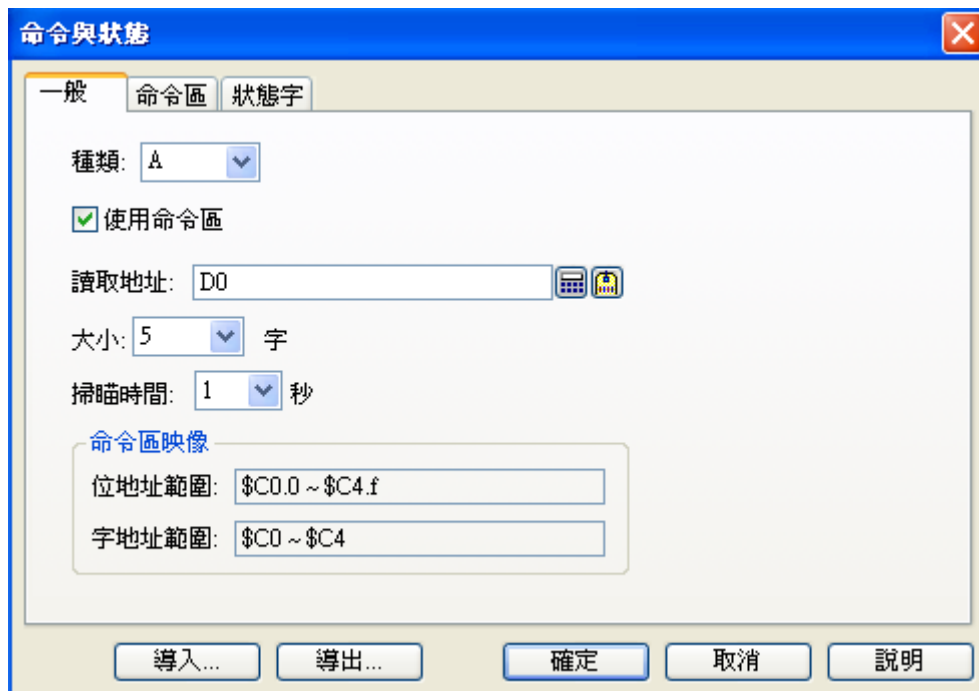 命令與狀態
一般 命令區 狀態字
種類: A
使用命令區
讀取地址: D0
大小: 5 字
掃瞄時間: 1 秒
命令區映像
位地址範圍: $C0.0 ~ $C4.f
字地址範圍: $C0 ~ $C4
導入... 導出... 確定 取消 說明